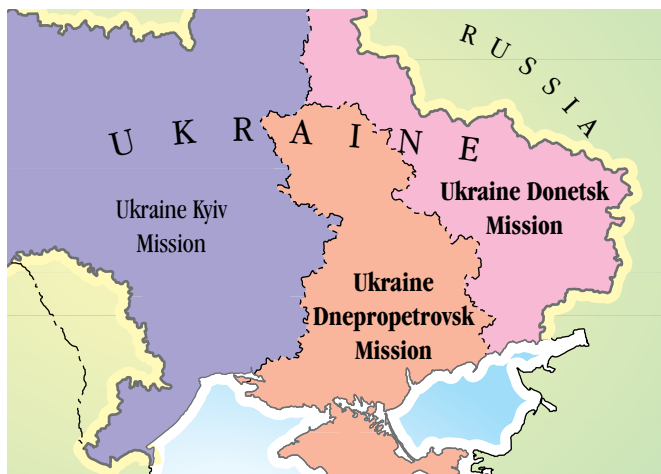 RUSSIA
UKRAINE
Ukraine Donetsk
Mission
Ukraine Kyiv
Mission
Ukraine
Dnepropetrovsk
Mission